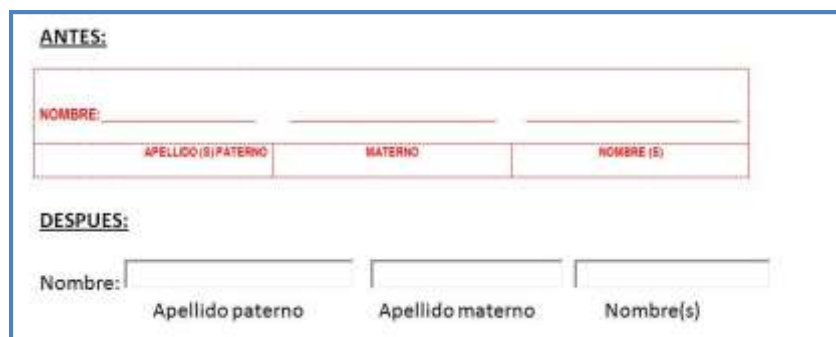 ANTES:
NOMBRE:
APELLIDO(S) PATERNO MATERNO NOMBRE (S)
DESPUES:
Nombre:
Apellido paterno Apellido materno Nombre(s)